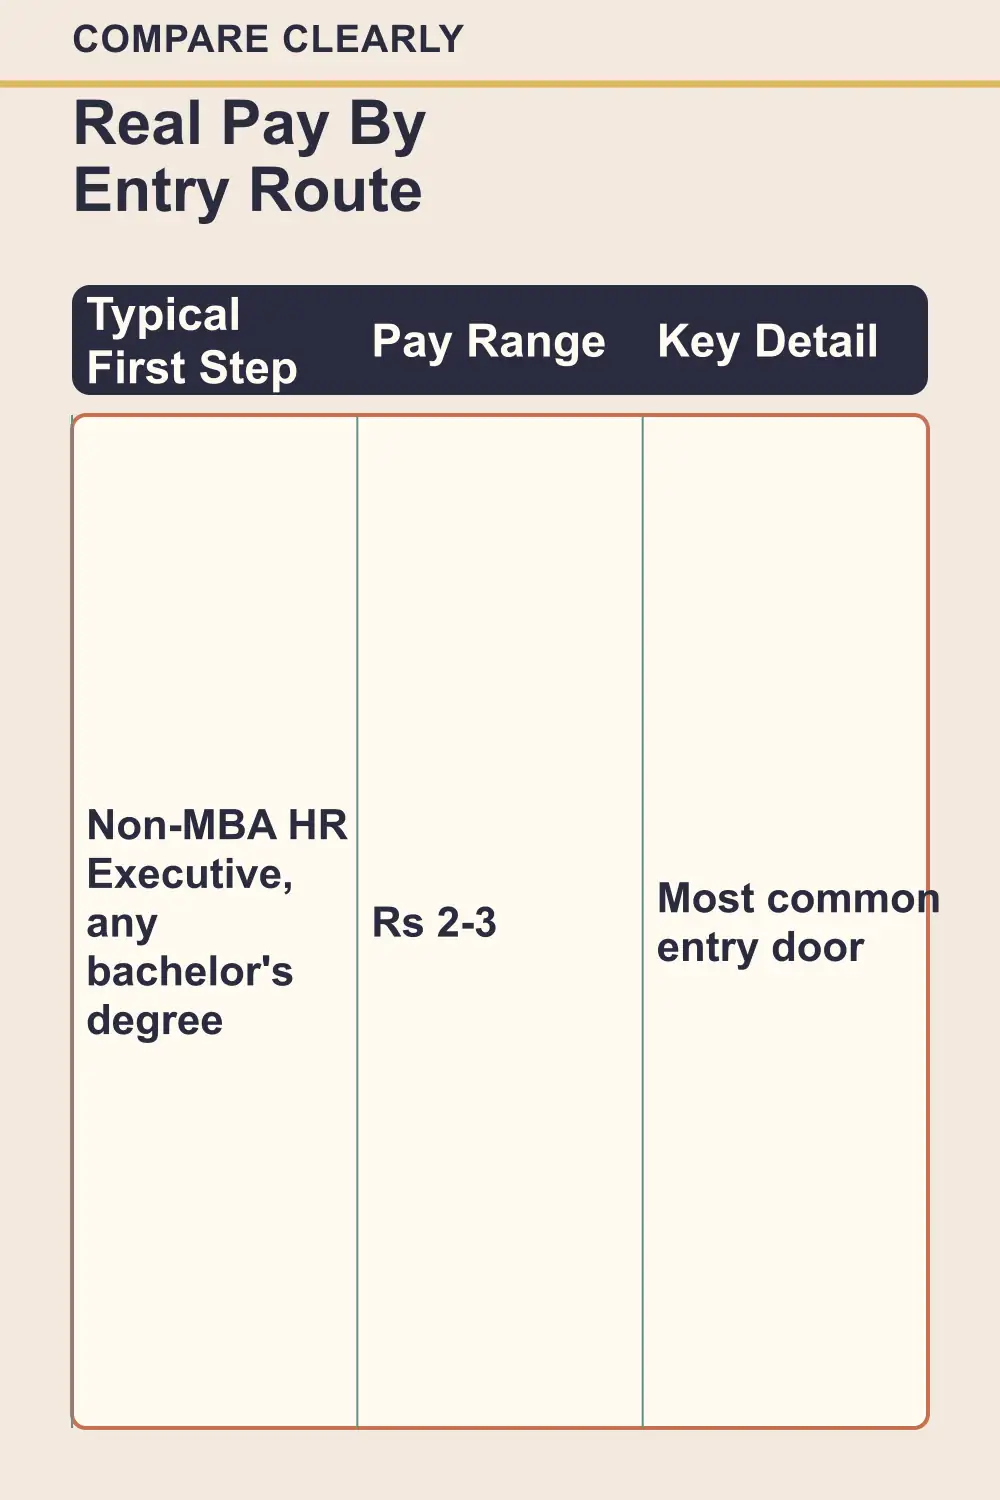 COMPARE CLEARLY
Real Pay By
Entry Route
Typical
First Step
Pay Range
Key Detail
Non-MBA HR
Executive,
any
bachelor's
degree
Rs 2-3
Most common
entry door